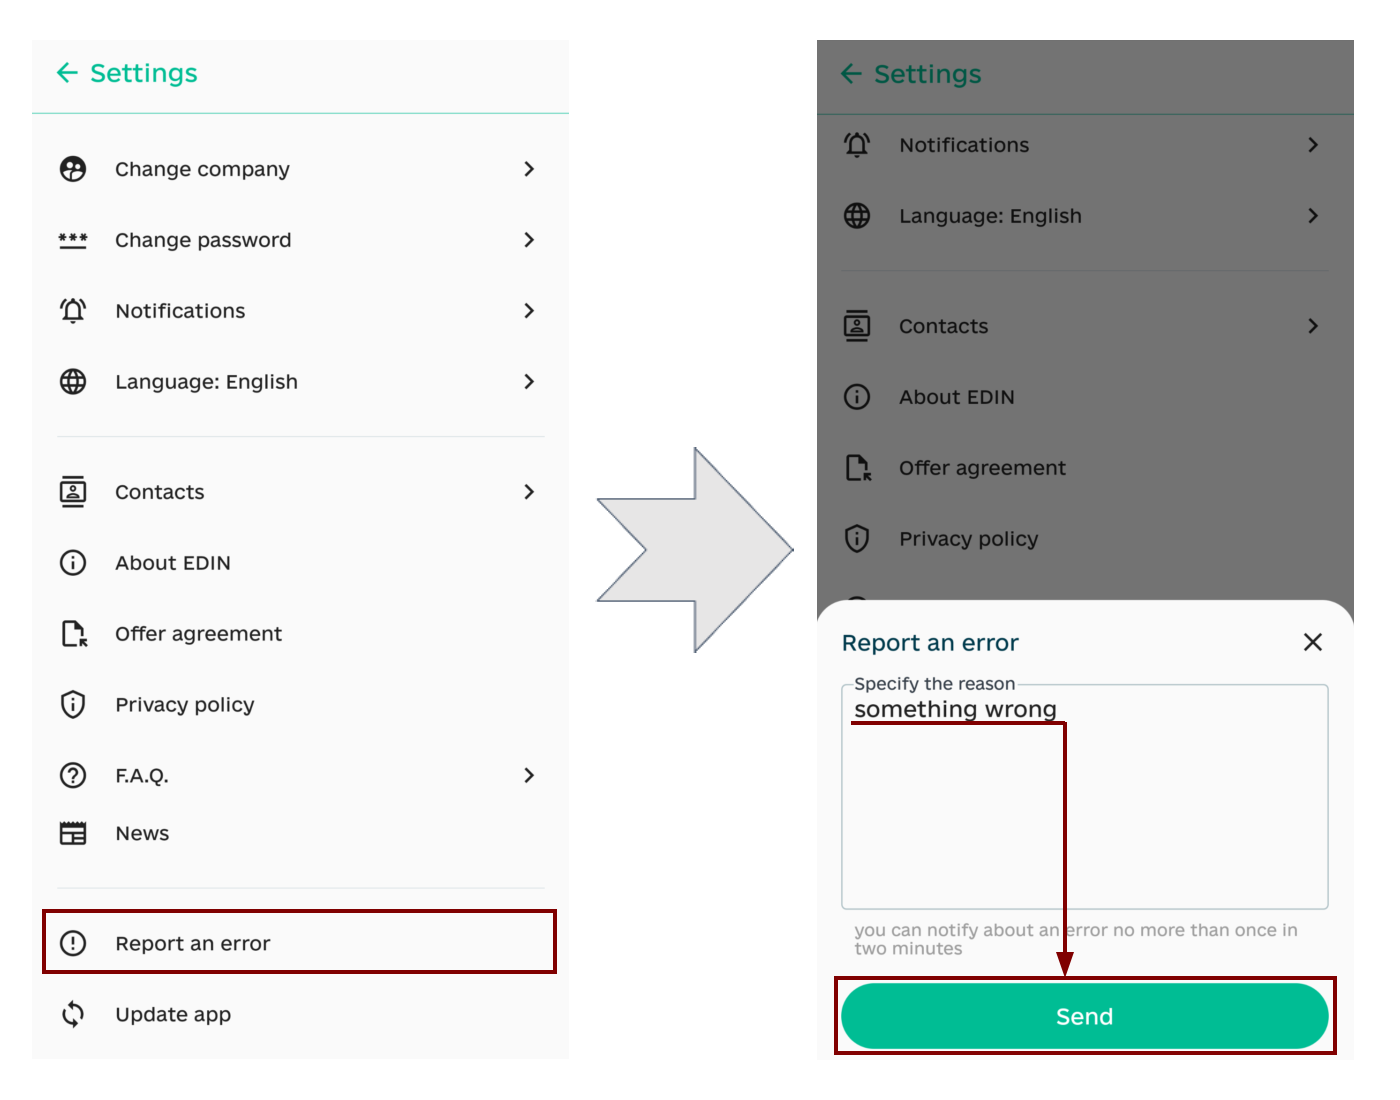 Settings
Change company
*** Change password
Notifications
Language: English
Contacts
About EDIN
Offer agreement
Privacy policy
F.A.Q.
News
Report an error
Update app
Settings
Notifications
Language: English
Contacts
About EDIN
Offer agreement
Privacy policy
Report an error
Specify the reason
something wrong
you can notify about an error no more than once in
two minutes
Send